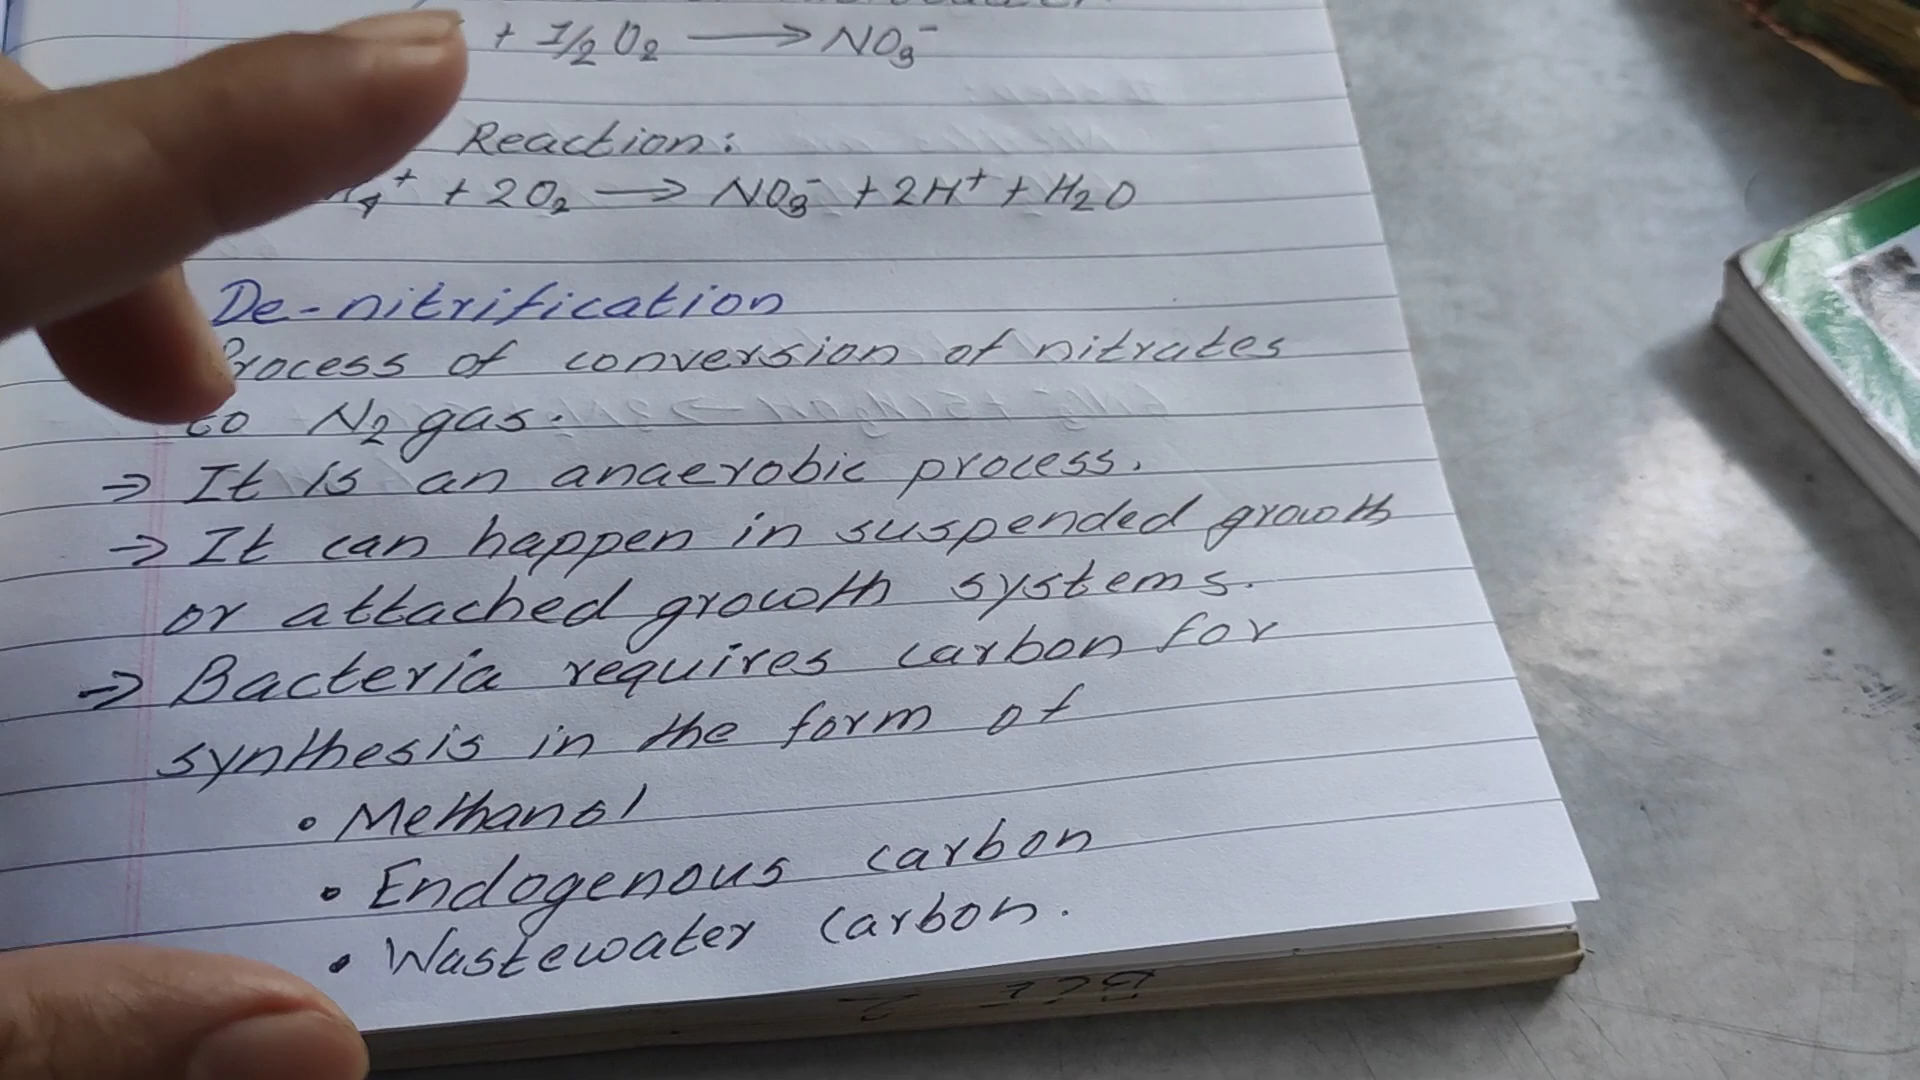 + 1/2 O₂ ⟶ NO₃⁻
Reaction:
₄⁺ + 2O₂ ⟶ NO₃⁻ + 2H⁺ + H₂O
De-nitrification
Process of conversion of nitrates
to N₂ gas.
⇒ It is an anaerobic process.
⇒ It can happen in suspended growth
or attached growth systems.
⇒ Bacteria requires carbon for
synthesis in the form of
• Methanol
• Endogenous carbon
• Wastewater carbon.